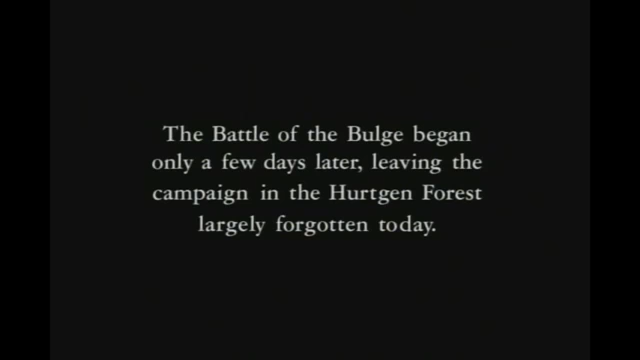 The Battle of the Bulge began
only a few days later, leaving the
campaign in the Hurtgen Forest
largely forgotten today.